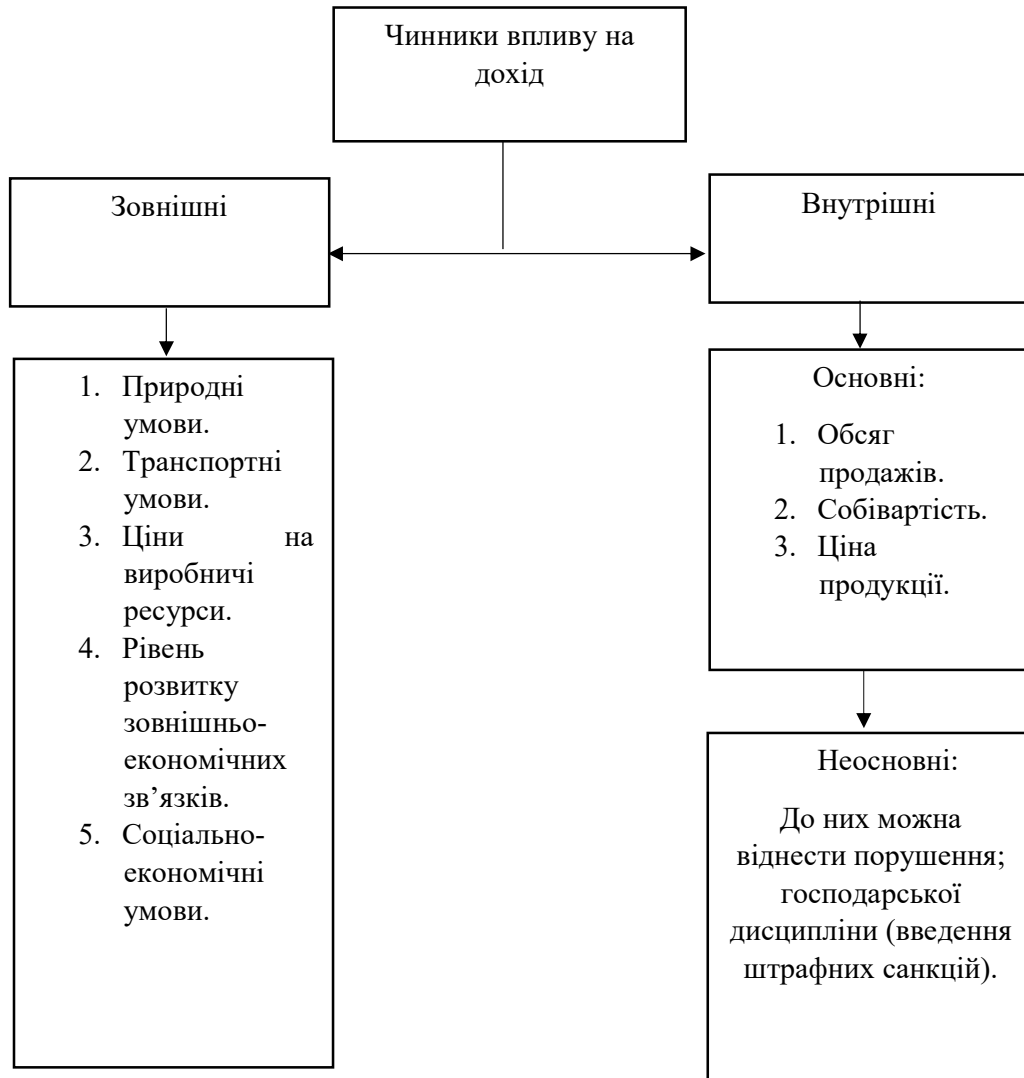 Чинники впливу на
дохід
Зовнішні
Внутрішні
1. Природні
умови.
2. Транспортні
умови.
3. Ціни на
виробничі
ресурси.
4. Рівень
розвитку
зовнішньо-
економічних
зв’язків.
5. Соціально-
економічні
умови.
Основні:
1. Обсяг
продажів.
2. Собівартість.
3. Ціна
продукції.
Неосновні:
До них можна
віднести порушення;
господарської
дисципліни (введення
штрафних санкцій).